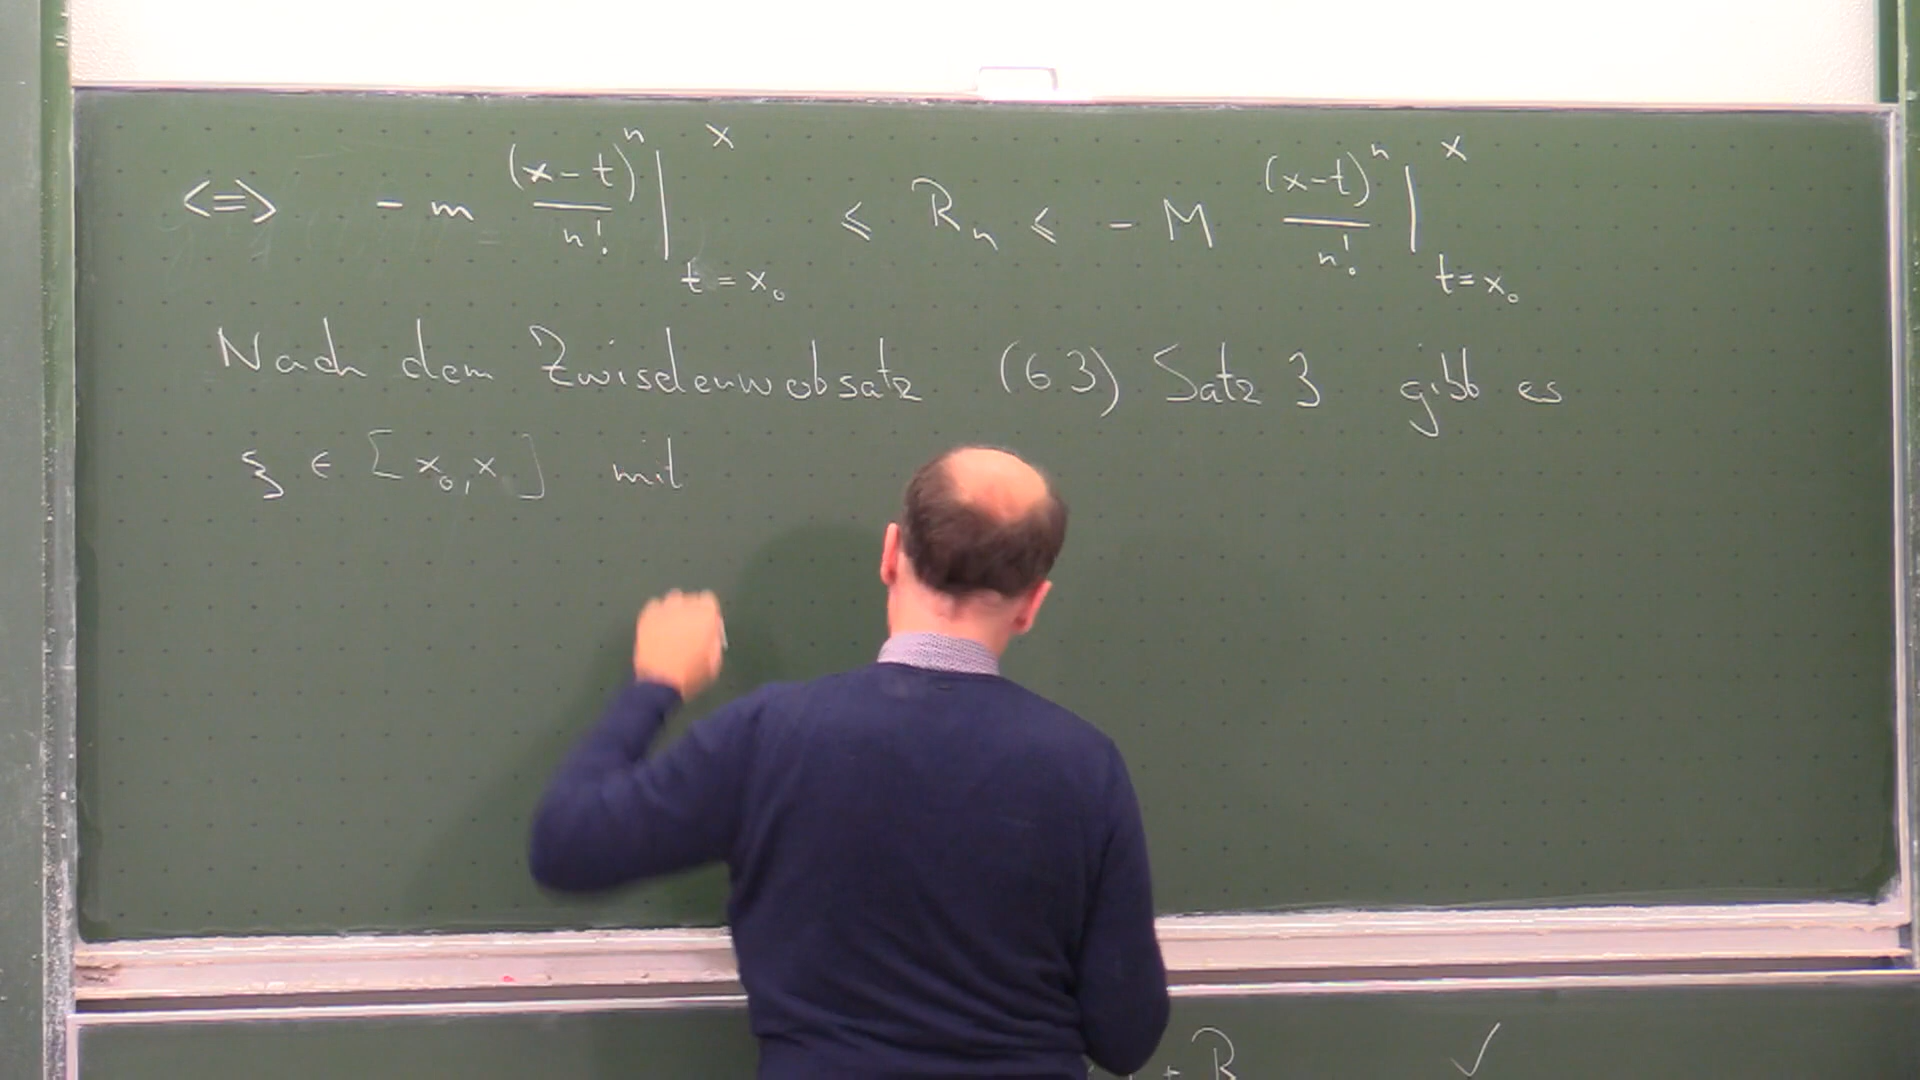 <=> - m (x-t)^n / n! |_{t=x_0}^{x} ≤ R_n ≤ - M (x-t)^n / n! |_{t=x_0}^{x}
Nach dem Zwischenwertsatz (6.3) Satz 3 gibt es
ξ ∈ [x_0, x] mit
+ R ✓